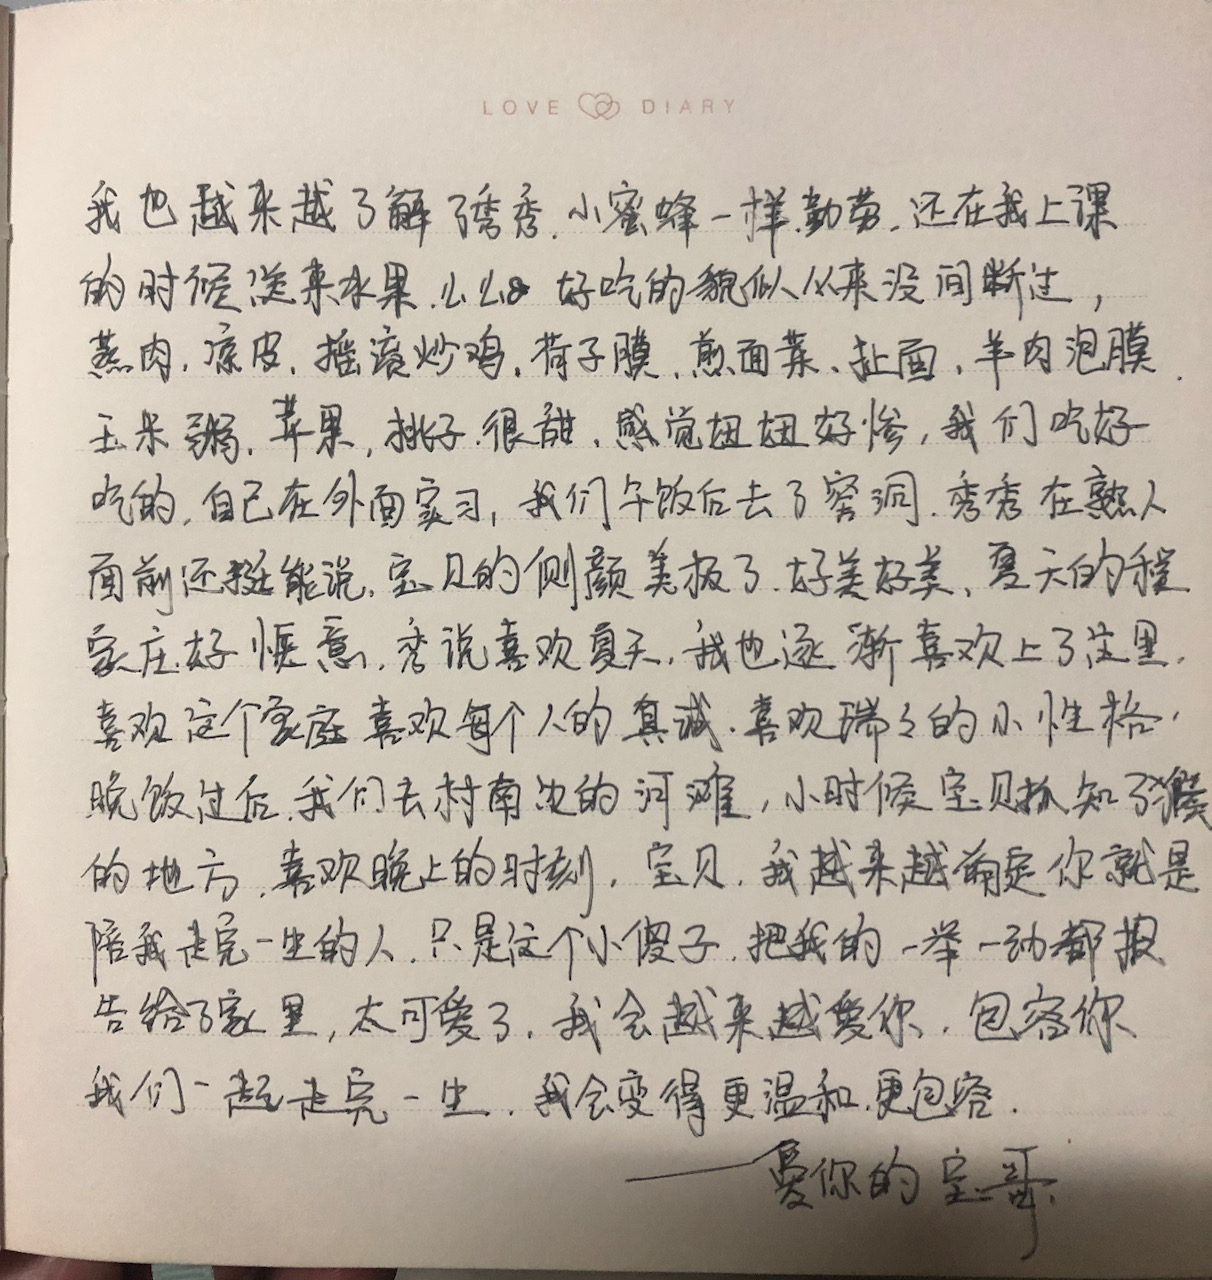 LOVE DIARY
我也越来越了解了秀秀.小蜜蜂一样勤劳.还在我上课
的时候送来水果.好吃的貌似从来没间断过,
蒸肉.凉皮.摇滚炒鸡.荷子膜.煎面菜、扯面.羊肉泡膜.
玉米粥.苹果,桃子.很甜.感觉妞妞好惨,我们吃好
吃的.自己在外面实习,我们午饭后去了窑洞.秀秀在熟人
面前还挺能说.宝贝的侧颜美极了.好美好美.夏天的程
家庄好惬意.秀说喜欢夏天.我也逐渐喜欢上了这里.
喜欢这个家庭喜欢每个人的真诚.喜欢瑞瑞的小性格.
晚饭过后.我们去村南边的河滩,小时候宝贝抓知了猴
的地方.喜欢晚上的时刻.宝贝.我越来越确定你就是
陪我走完一生的人.只是这个小傻子.把我的一举一动都报
告给了家里,太可爱了.我会越来越爱你.包容你
我们一起走完一生.我会变得更温和.更包容.
——爱你的宝哥.